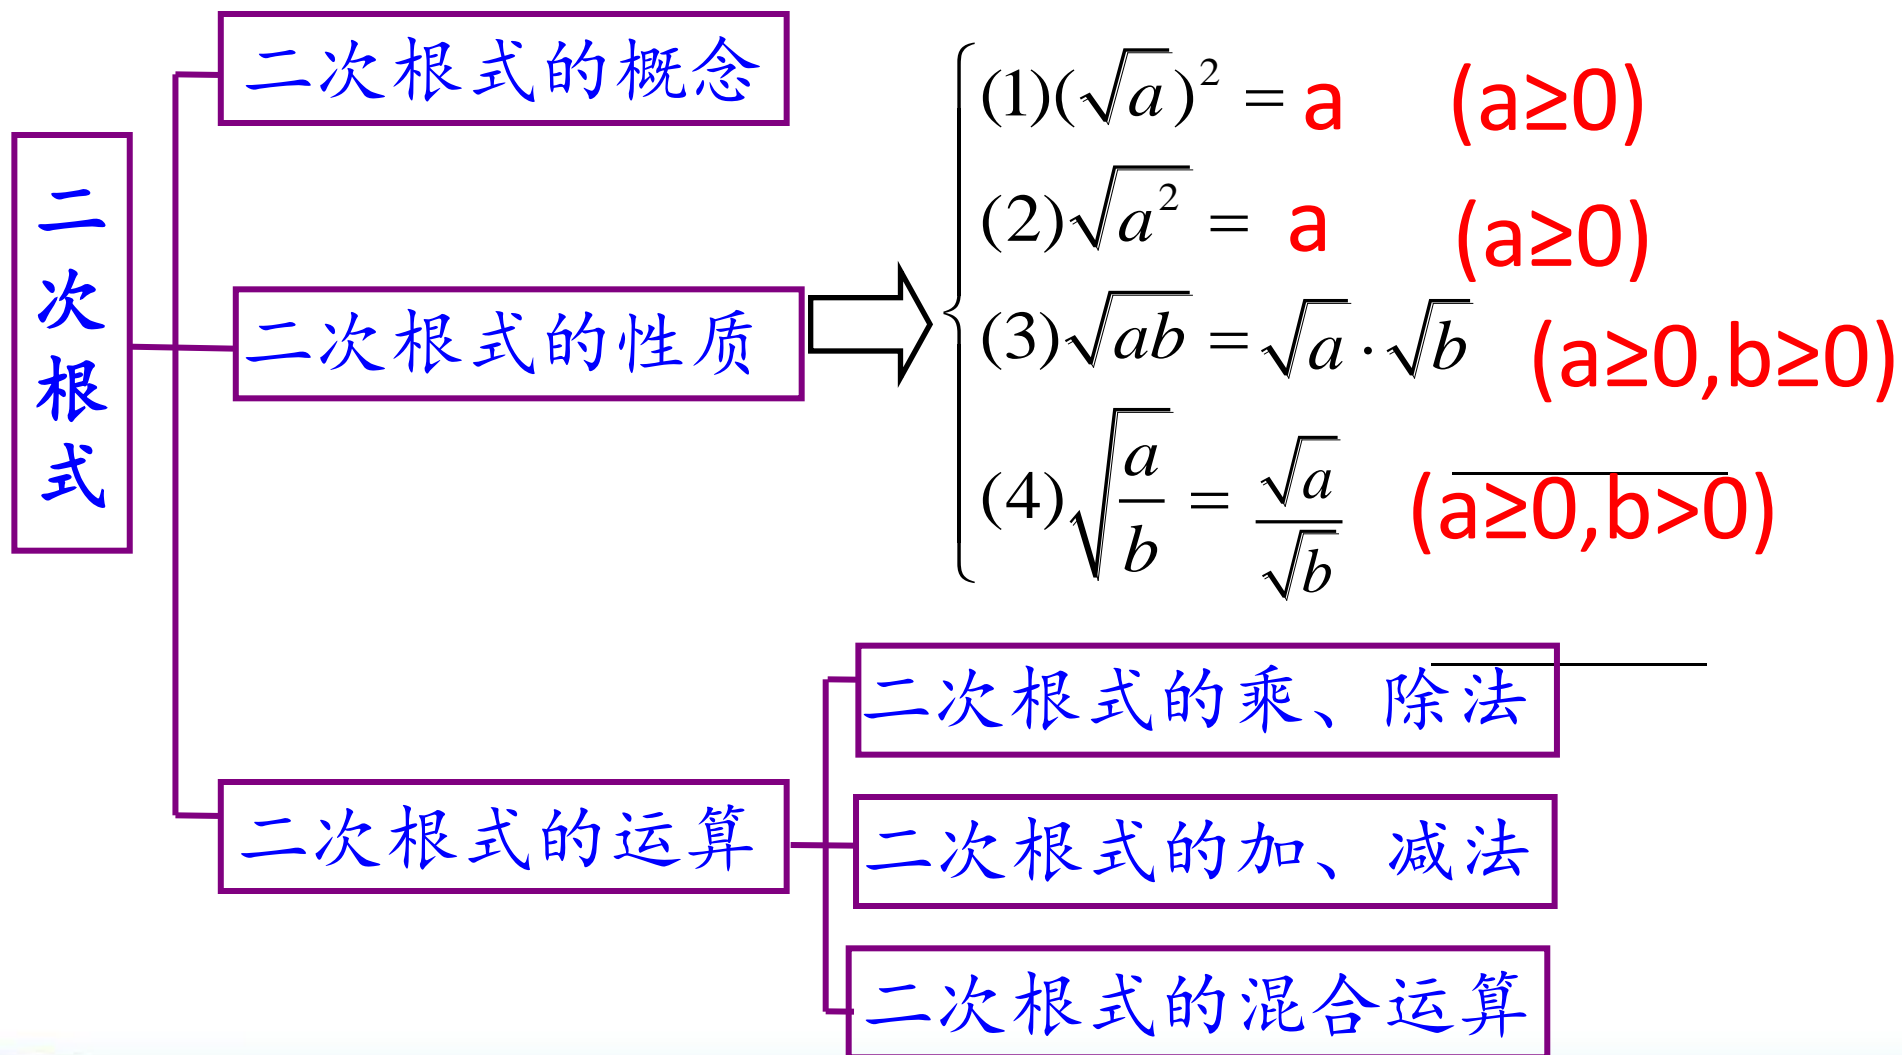 二次根式
二次根式的概念
二次根式的性质
(1)(√a)² = a (a≥0)
(2)√a² = a (a≥0)
(3)√ab = √a·√b (a≥0,b≥0)
(4)√(a/b) = √a/√b (a≥0,b>0)
二次根式的运算
二次根式的乘、除法
二次根式的加、减法
二次根式的混合运算